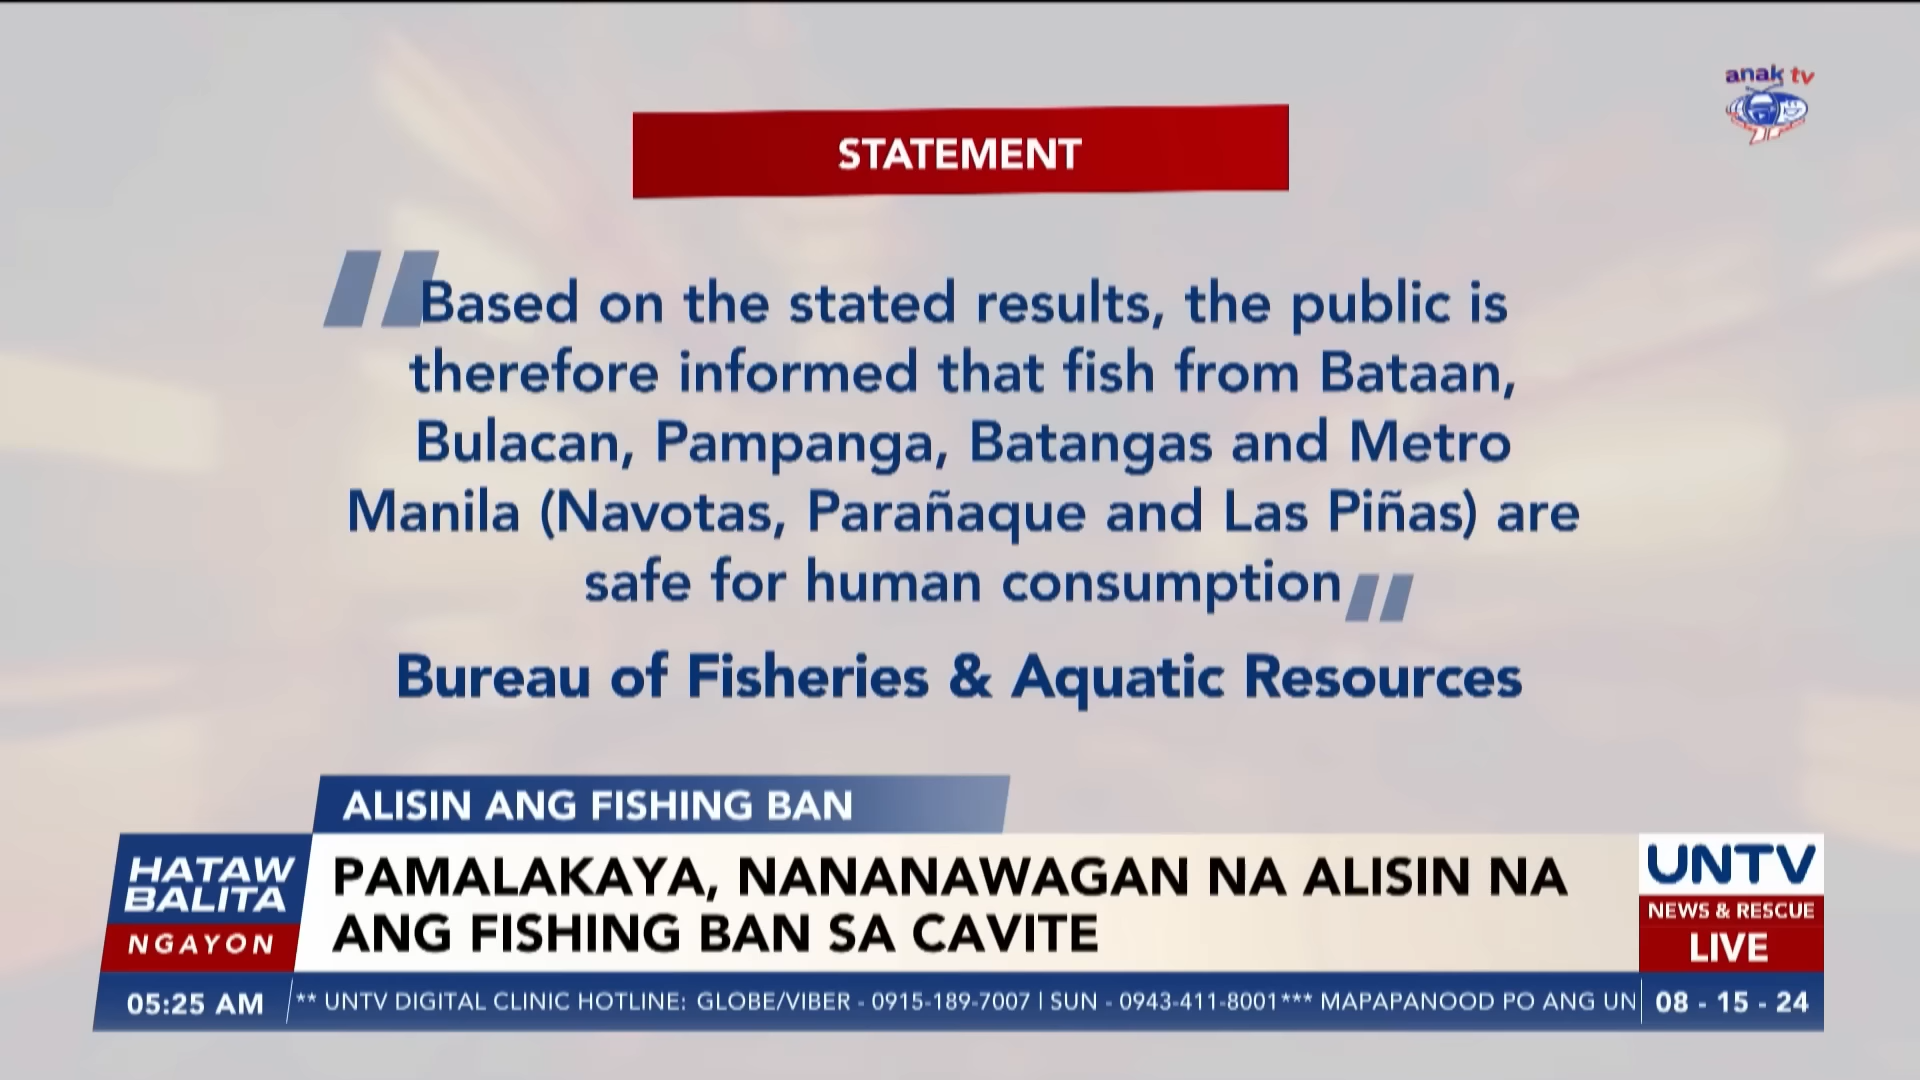 anak tv
STATEMENT
"Based on the stated results, the public is
therefore informed that fish from Bataan,
Bulacan, Pampanga, Batangas and Metro
Manila (Navotas, Parañaque and Las Piñas) are
safe for human consumption"
Bureau of Fisheries & Aquatic Resources
ALISIN ANG FISHING BAN
HATAW
BALITA
NGAYON
PAMALAKAYA, NANANAWAGAN NA ALISIN NA
ANG FISHING BAN SA CAVITE
UNTV
NEWS & RESCUE
LIVE
05:25 AM
** UNTV DIGITAL CLINIC HOTLINE: GLOBE/VIBER - 0915-189-7007 | SUN - 0943-411-8001*** MAPAPANOOD PO ANG UN
08 - 15 - 24